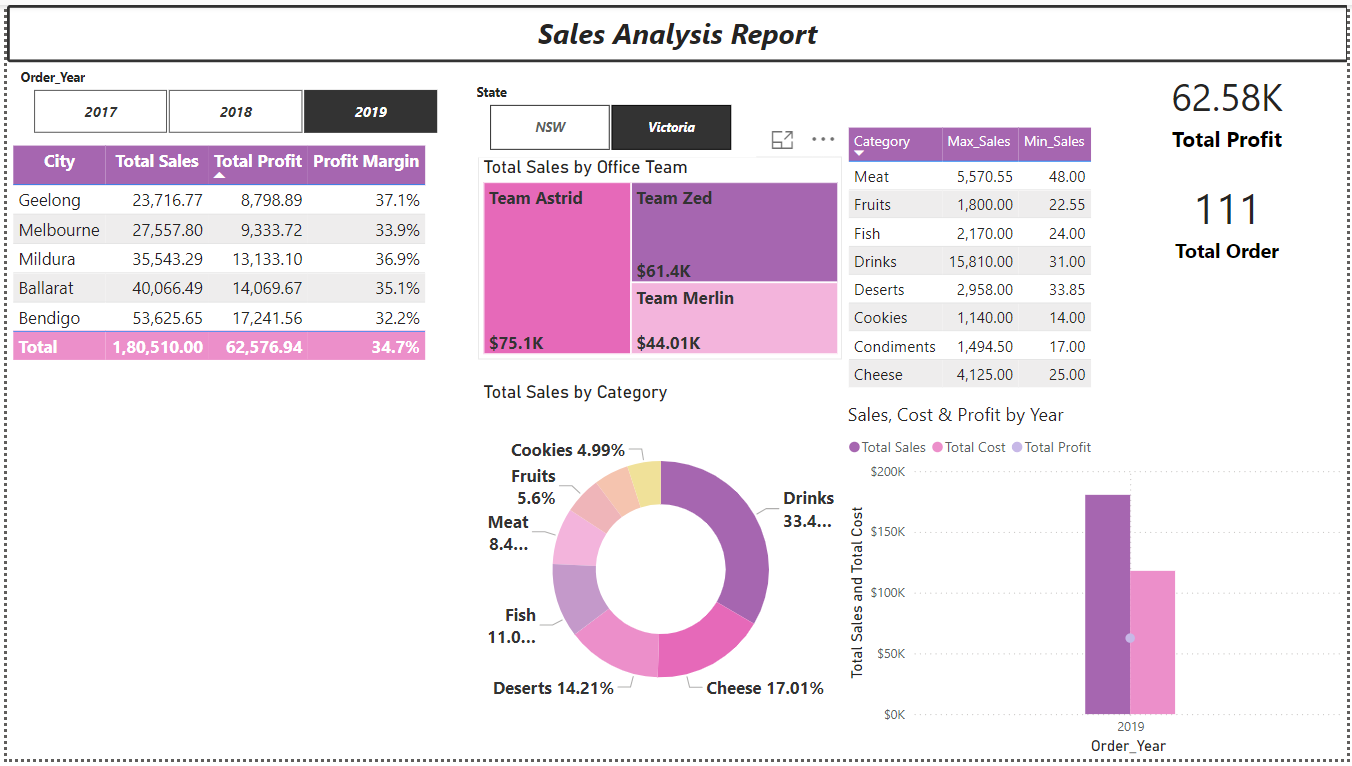 Sales Analysis Report
Order_Year
2017 2018 2019
City Total Sales Total Profit Profit Margin
Geelong 23,716.77 8,798.89 37.1%
Melbourne 27,557.80 9,333.72 33.9%
Mildura 35,543.29 13,133.10 36.9%
Ballarat 40,066.49 14,069.67 35.1%
Bendigo 53,625.65 17,241.56 32.2%
Total 1,80,510.00 62,576.94 34.7%
State
NSW Victoria
Total Sales by Office Team
Team Astrid
$75.1K
Team Zed
$61.4K
Team Merlin
$44.01K
Category Max_Sales Min_Sales
Meat 5,570.55 48.00
Fruits 1,800.00 22.55
Fish 2,170.00 24.00
Drinks 15,810.00 31.00
Deserts 2,958.00 33.85
Cookies 1,140.00 14.00
Condiments 1,494.50 17.00
Cheese 4,125.00 25.00
62.58K
Total Profit
111
Total Order
Total Sales by Category
Cookies 4.99%
Fruits
5.6%
Meat
8.4...
Fish
11.0...
Deserts 14.21%
Cheese 17.01%
Drinks
33.4...
Sales, Cost & Profit by Year
Total Sales Total Cost Total Profit
Total Sales and Total Cost
$200K
$150K
$100K
$50K
$0K
2019
Order_Year